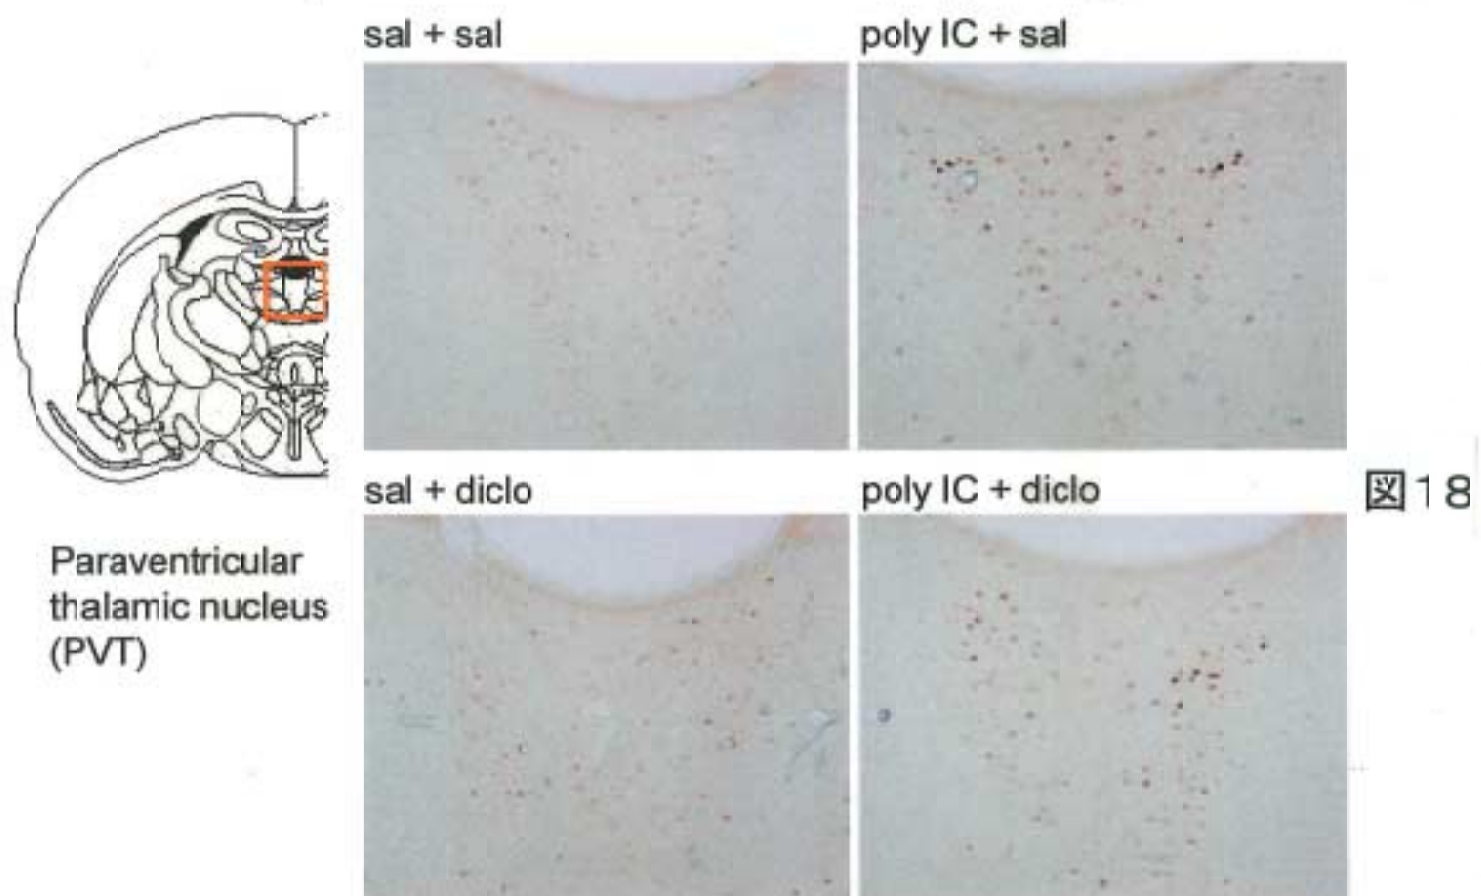 sal + sal
poly IC + sal
sal + diclo
poly IC + diclo
図18
Paraventricular
thalamic nucleus
(PVT)